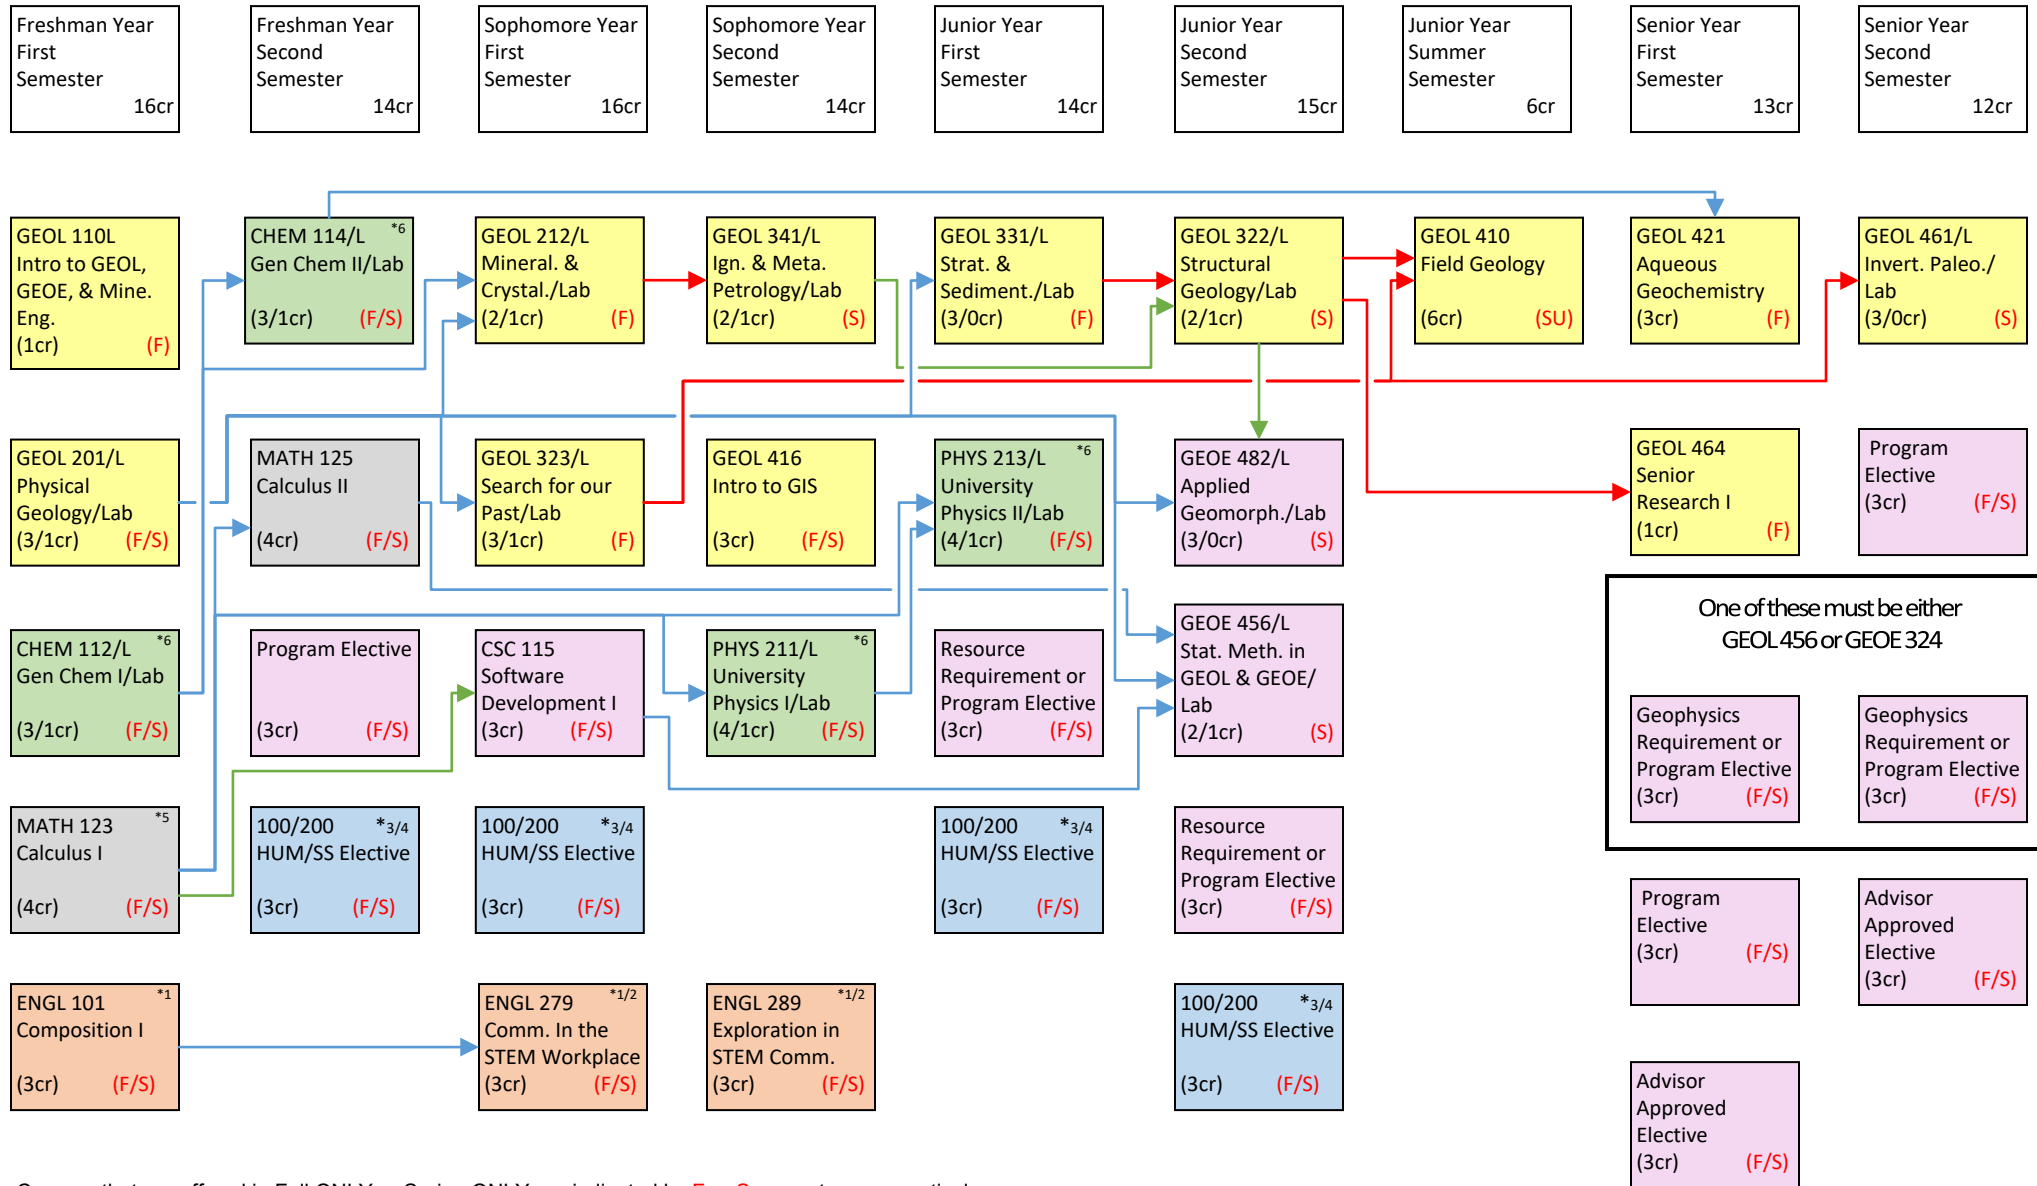 Freshman Year
First
Semester
16cr
Freshman Year
Second
Semester
14cr
Sophomore Year
First
Semester
16cr
Sophomore Year
Second
Semester
14cr
Junior Year
First
Semester
14cr
Junior Year
Second
Semester
15cr
Junior Year
Summer
Semester
6cr
Senior Year
First
Semester
13cr
Senior Year
Second
Semester
12cr
GEOL 110L
Intro to GEOL,
GEOE, & Mine.
Eng.
(1cr) (F)
CHEM 114/L *6
Gen Chem II/Lab
(3/1cr) (F/S)
GEOL 212/L
Mineral. &
Crystal./Lab
(2/1cr) (F)
GEOL 341/L
Ign. & Meta.
Petrology/Lab
(2/1cr) (S)
GEOL 331/L
Strat. &
Sediment./Lab
(3/0cr) (F)
GEOL 322/L
Structural
Geology/Lab
(2/1cr) (S)
GEOL 410
Field Geology
(6cr) (SU)
GEOL 421
Aqueous
Geochemistry
(3cr) (F)
GEOL 461/L
Invert. Paleo./
Lab
(3/0cr) (S)
GEOL 201/L
Physical
Geology/Lab
(3/1cr) (F/S)
MATH 125
Calculus II
(4cr) (F/S)
GEOL 323/L
Search for our
Past/Lab
(3/1cr) (F)
GEOL 416
Intro to GIS
(3cr) (F/S)
PHYS 213/L *6
University
Physics II/Lab
(4/1cr) (F/S)
GEOE 482/L
Applied
Geomorph./Lab
(3/0cr) (S)
GEOL 464
Senior
Research I
(1cr) (F)
Program
Elective
(3cr) (F/S)
CHEM 112/L *6
Gen Chem I/Lab
(3/1cr) (F/S)
Program Elective
(3cr) (F/S)
CSC 115
Software
Development I
(3cr) (F/S)
PHYS 211/L *6
University
Physics I/Lab
(4/1cr) (F/S)
Resource
Requirement or
Program Elective
(3cr) (F/S)
GEOE 456/L
Stat. Meth. in
GEOL & GEOE/
Lab
(2/1cr) (S)
One of these must be either
GEOL 456 or GEOE 324
Geophysics
Requirement or
Program Elective
(3cr) (F/S)
Geophysics
Requirement or
Program Elective
(3cr) (F/S)
MATH 123 *5
Calculus I
(4cr) (F/S)
100/200 *3/4
HUM/SS Elective
(3cr) (F/S)
100/200 *3/4
HUM/SS Elective
(3cr) (F/S)
100/200 *3/4
HUM/SS Elective
(3cr) (F/S)
Resource
Requirement or
Program Elective
(3cr) (F/S)
Program
Elective
(3cr) (F/S)
Advisor
Approved
Elective
(3cr) (F/S)
ENGL 101 *1
Composition I
(3cr) (F/S)
ENGL 279 *1/2
Comm. In the
STEM Workplace
(3cr) (F/S)
ENGL 289 *1/2
Exploration in
STEM Comm.
(3cr) (F/S)
100/200 *3/4
HUM/SS Elective
(3cr) (F/S)
Advisor
Approved
Elective
(3cr) (F/S)